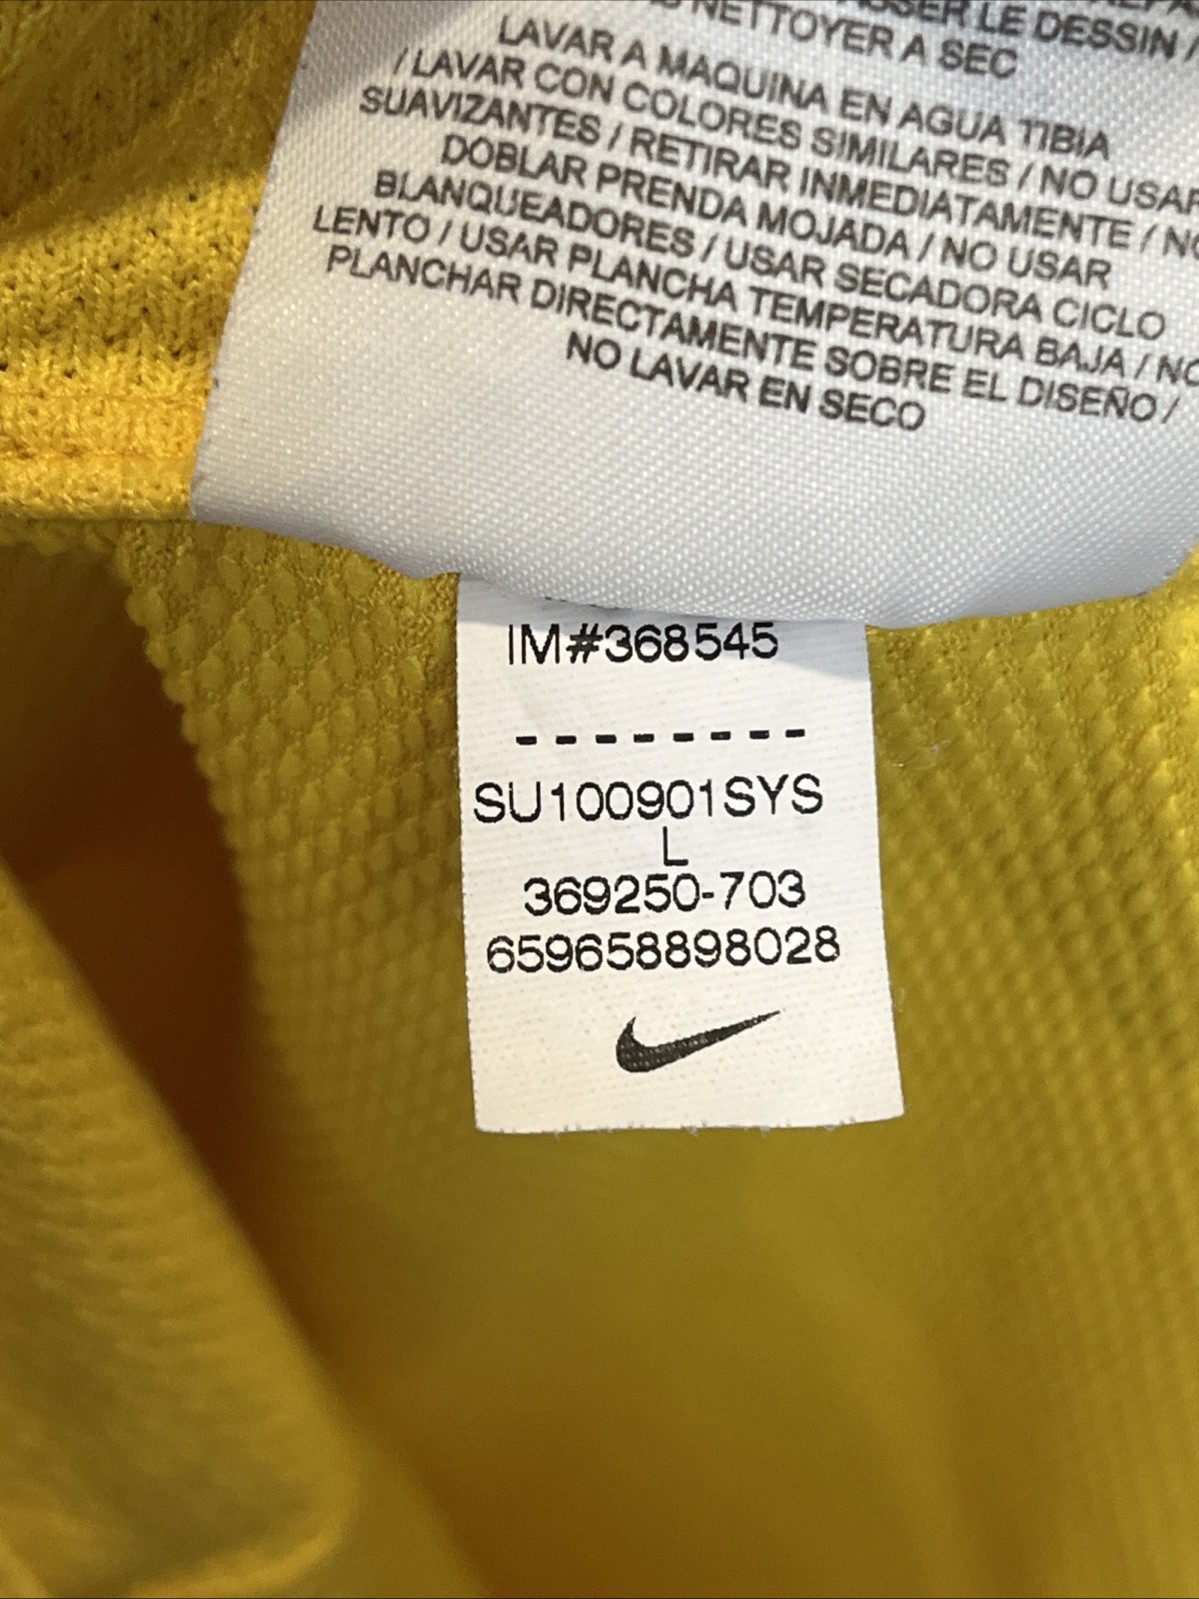 LE DESSIN /
NETTOYER A SEC
LAVAR A MAQUINA EN AGUA TIBIA
/ LAVAR CON COLORES SIMILARES / NO USAR
SUAVIZANTES / RETIRAR INMEDIATAMENTE / NO
DOBLAR PRENDA MOJADA / NO USAR
BLANQUEADORES / USAR SECADORA CICLO
LENTO / USAR PLANCHA TEMPERATURA BAJA / NO
PLANCHAR DIRECTAMENTE SOBRE EL DISEÑO /
NO LAVAR EN SECO
IM#368545
--------
SU100901SYS
L
369250-703
659658898028